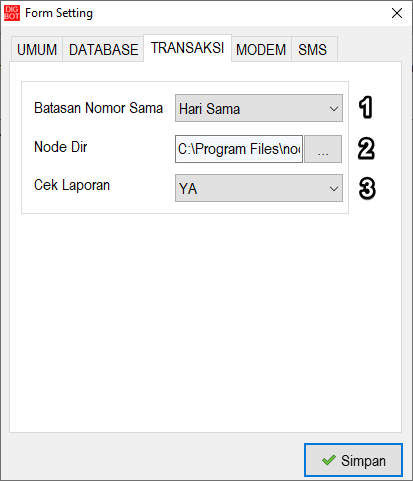 DIG
BOT
Form Setting
UMUM DATABASE TRANSAKSI MODEM SMS
Batasan Nomor Sama Hari Sama 1
Node Dir C:\Program Files\no ... 2
Cek Laporan YA 3
Simpan